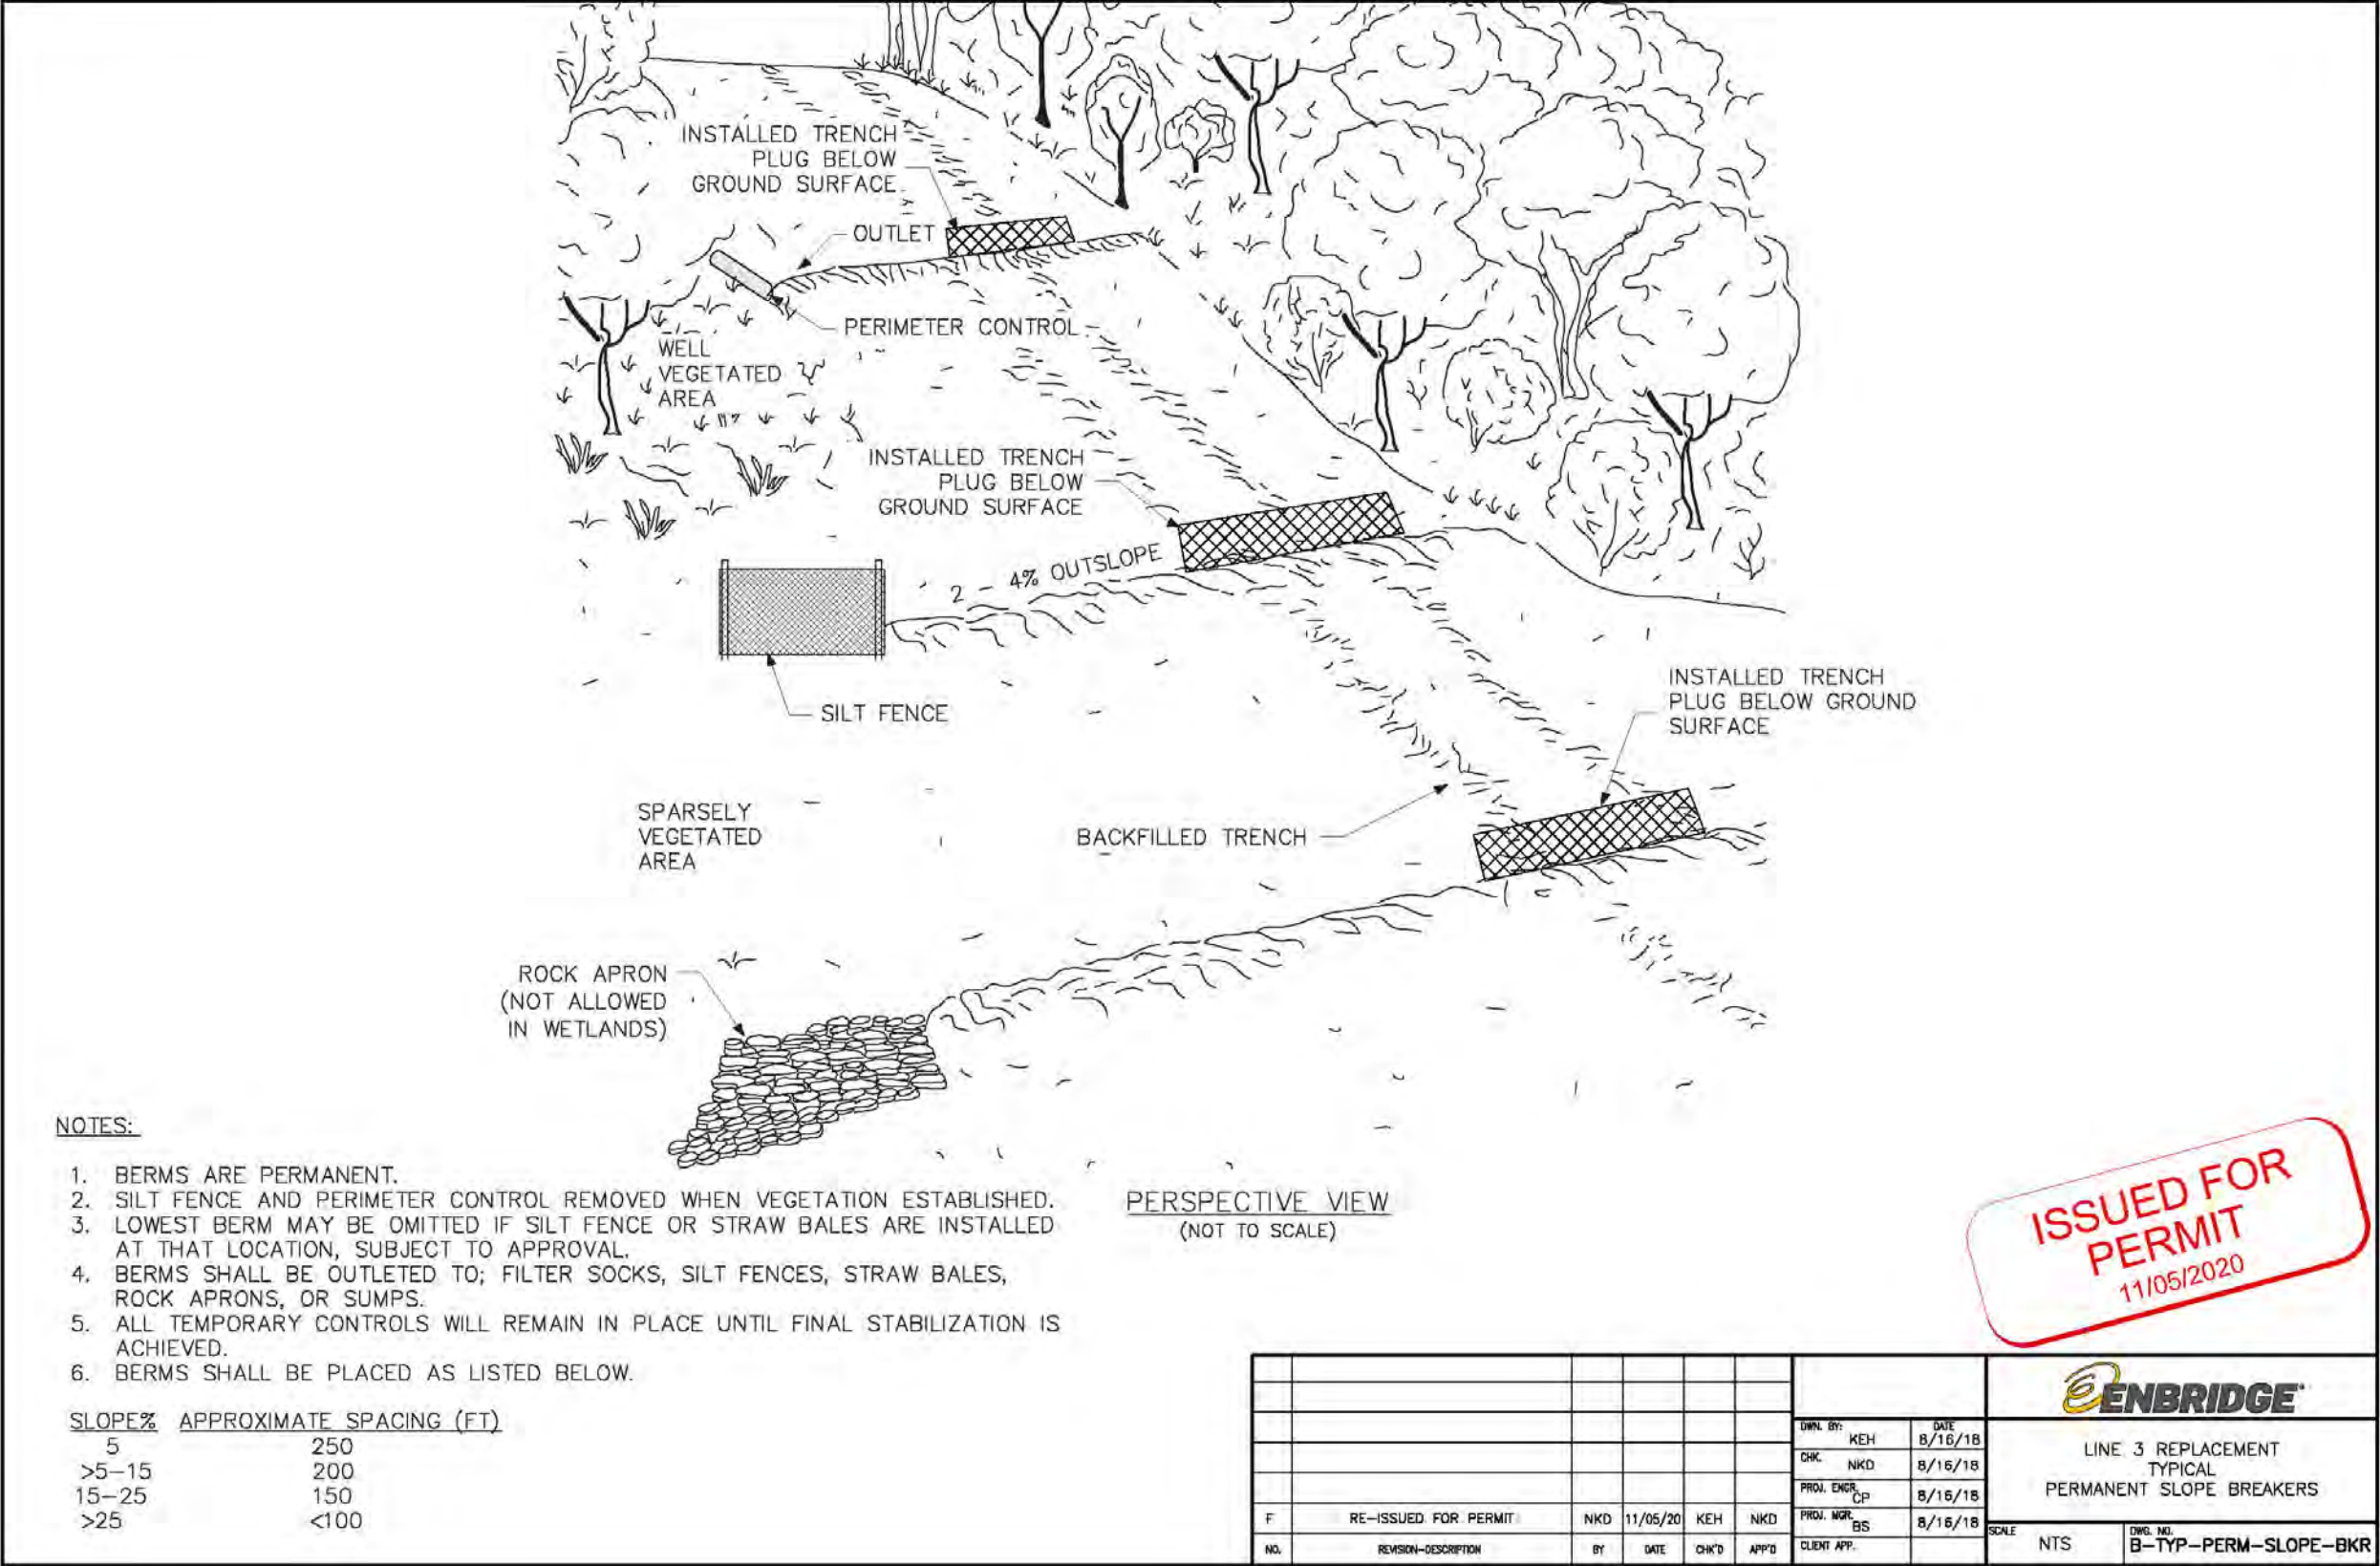 INSTALLED TRENCH
PLUG BELOW
GROUND SURFACE
OUTLET
PERIMETER CONTROL
WELL
VEGETATED
AREA
INSTALLED TRENCH
PLUG BELOW
GROUND SURFACE
2 - 4% OUTSLOPE
SILT FENCE
INSTALLED TRENCH
PLUG BELOW GROUND
SURFACE
SPARSELY
VEGETATED
AREA
BACKFILLED TRENCH
ROCK APRON
(NOT ALLOWED
IN WETLANDS)
NOTES:
1. BERMS ARE PERMANENT.
2. SILT FENCE AND PERIMETER CONTROL REMOVED WHEN VEGETATION ESTABLISHED.
3. LOWEST BERM MAY BE OMITTED IF SILT FENCE OR STRAW BALES ARE INSTALLED
AT THAT LOCATION, SUBJECT TO APPROVAL.
4. BERMS SHALL BE OUTLETED TO; FILTER SOCKS, SILT FENCES, STRAW BALES,
ROCK APRONS, OR SUMPS.
5. ALL TEMPORARY CONTROLS WILL REMAIN IN PLACE UNTIL FINAL STABILIZATION IS
ACHIEVED.
6. BERMS SHALL BE PLACED AS LISTED BELOW.
SLOPE% APPROXIMATE SPACING (FT)
5 250
>5-15 200
15-25 150
>25 <100
PERSPECTIVE VIEW
(NOT TO SCALE)
ISSUED FOR
PERMIT
11/05/2020
F RE-ISSUED FOR PERMIT NKD 11/05/20 KEH NKD
NO. REVISION-DESCRIPTION BY DATE CHK'D APP'D
DWN. BY: KEH DATE 8/16/18
CHK. NKD 8/16/18
PROJ. ENGR. CP 8/16/18
PROJ. MGR. BS 8/16/18
CLIENT APP.
ENBRIDGE
LINE 3 REPLACEMENT
TYPICAL
PERMANENT SLOPE BREAKERS
SCALE NTS
DWG. NO. B-TYP-PERM-SLOPE-BKR